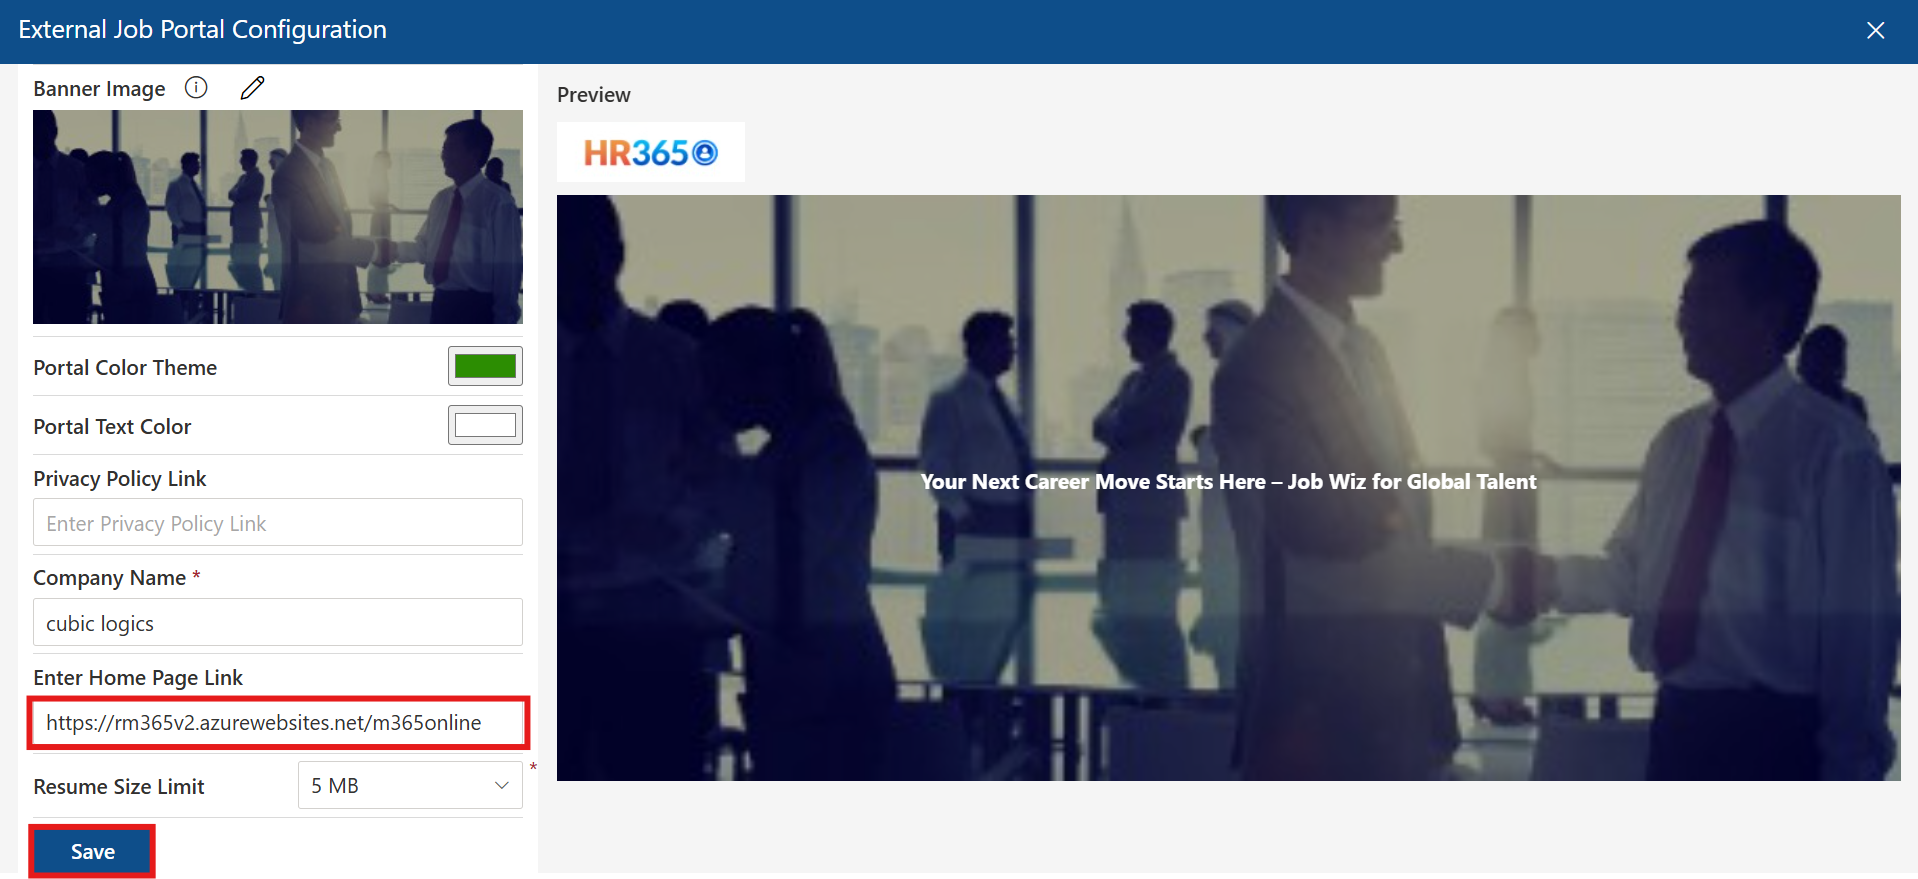 External Job Portal Configuration
Banner Image
Portal Color Theme
Portal Text Color
Privacy Policy Link
Enter Privacy Policy Link
Company Name *
cubic logics
Enter Home Page Link
https://rm365v2.azurewebsites.net/m365online
Resume Size Limit 5 MB *
Save
Preview
HR365
Your Next Career Move Starts Here – Job Wiz for Global Talent